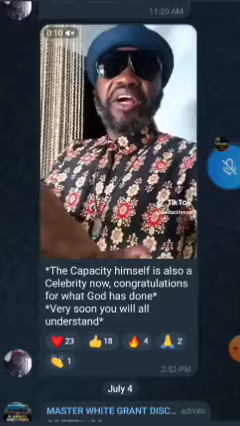 11:20 AM
0:10
TikTok
*The Capacity himself is also a
Celebrity now, congratulations
for what God has done*
*Very soon you will all
understand*
23 18 4 2
1
2:52 PM
July 4
MASTER WHITE GRANT DISC... admin